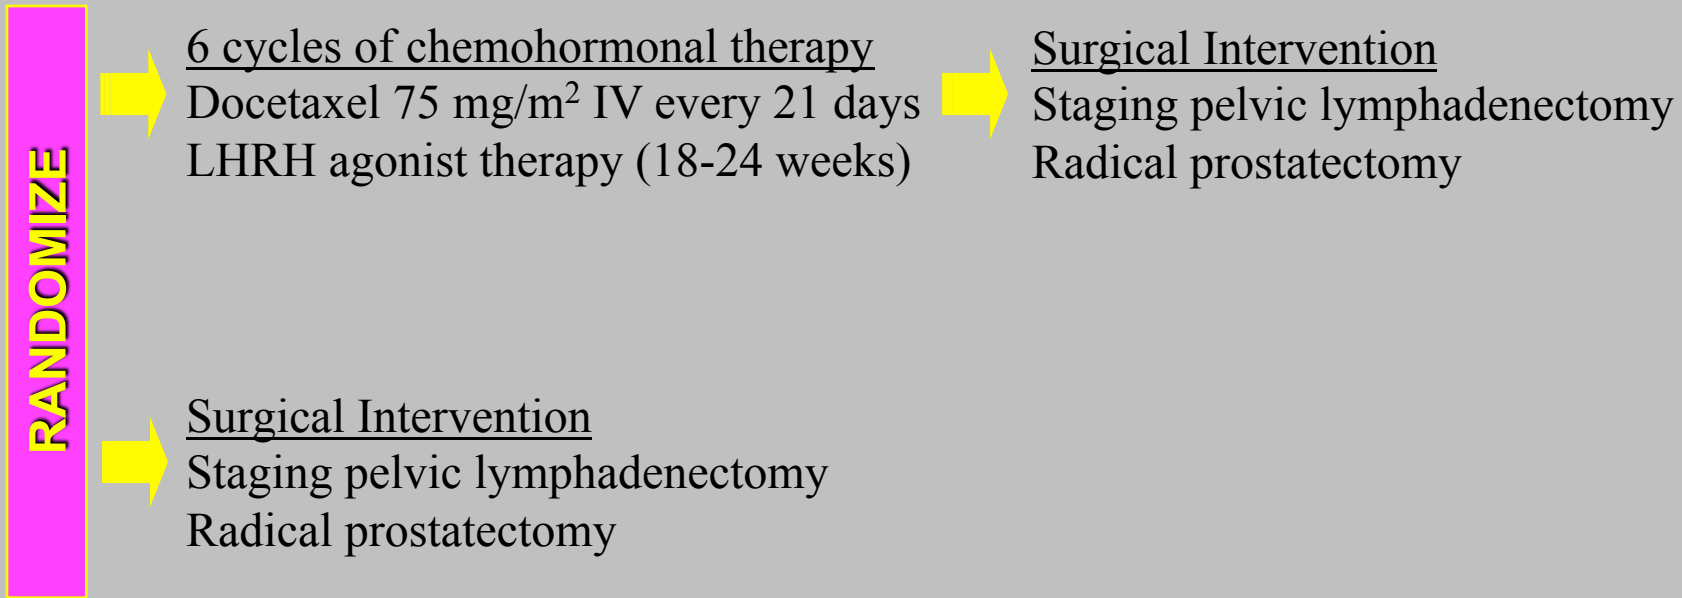 RANDOMIZE
6 cycles of chemohormonal therapy
Docetaxel 75 mg/m² IV every 21 days
LHRH agonist therapy (18-24 weeks)
Surgical Intervention
Staging pelvic lymphadenectomy
Radical prostatectomy
Surgical Intervention
Staging pelvic lymphadenectomy
Radical prostatectomy